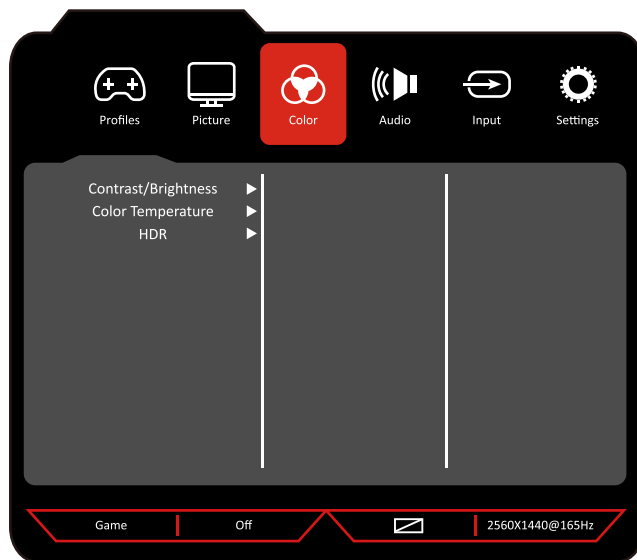 Profiles
Picture
Color
Audio
Input
Settings
Contrast/Brightness
Color Temperature
HDR
Game
Off
2560X1440@165Hz